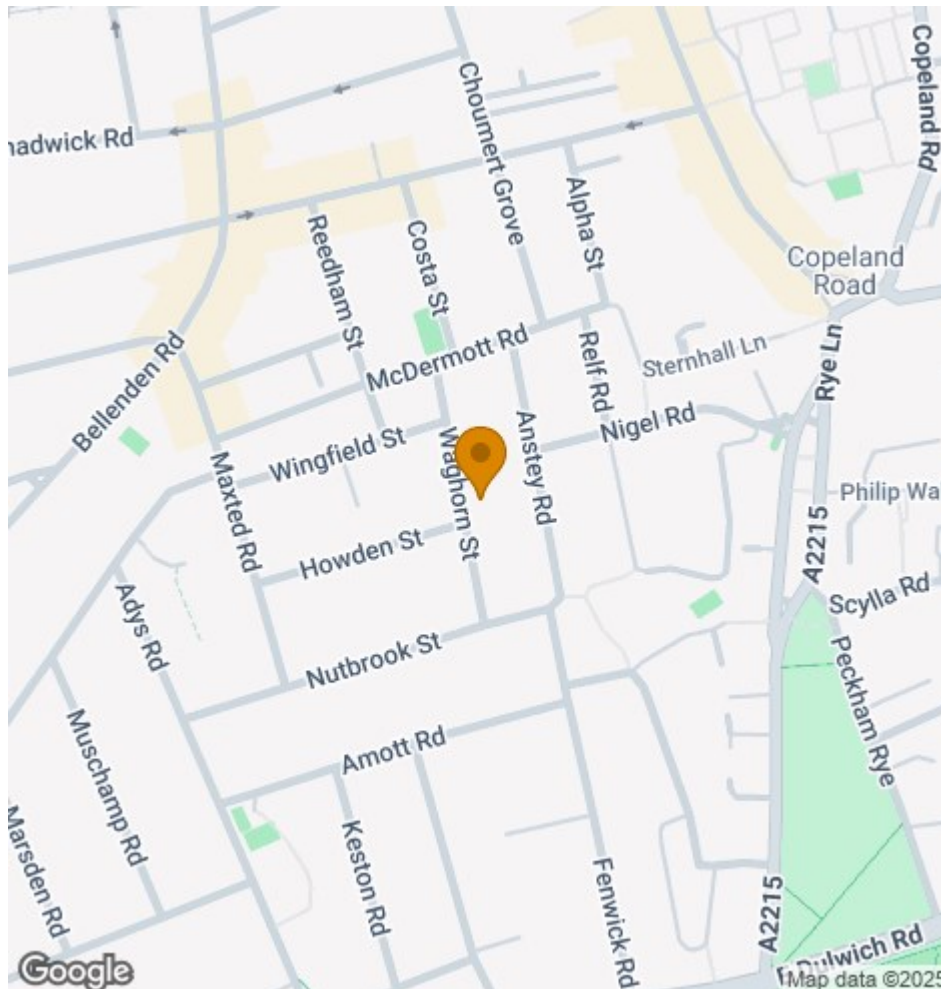 Copeland Rd
Choumert Grove
hadwick Rd
Alpha St
Reedham St
Costa St
Copeland
Road
Bellenden Rd
McDermott Rd
Relf Rd
Sternhall Ln
Rye Ln
Anstey Rd
Nigel Rd
Wingfield St
Waghorn St
Maxted Rd
Philip Wa
A2215
Howden St
Scylla Rd
Adys Rd
Nutbrook St
Peckham Rye
Muschamp Rd
Amott Rd
Marsden Rd
Keston Rd
Fenwick Rd
A2215
E Dulwich Rd
Google
Map data ©2025